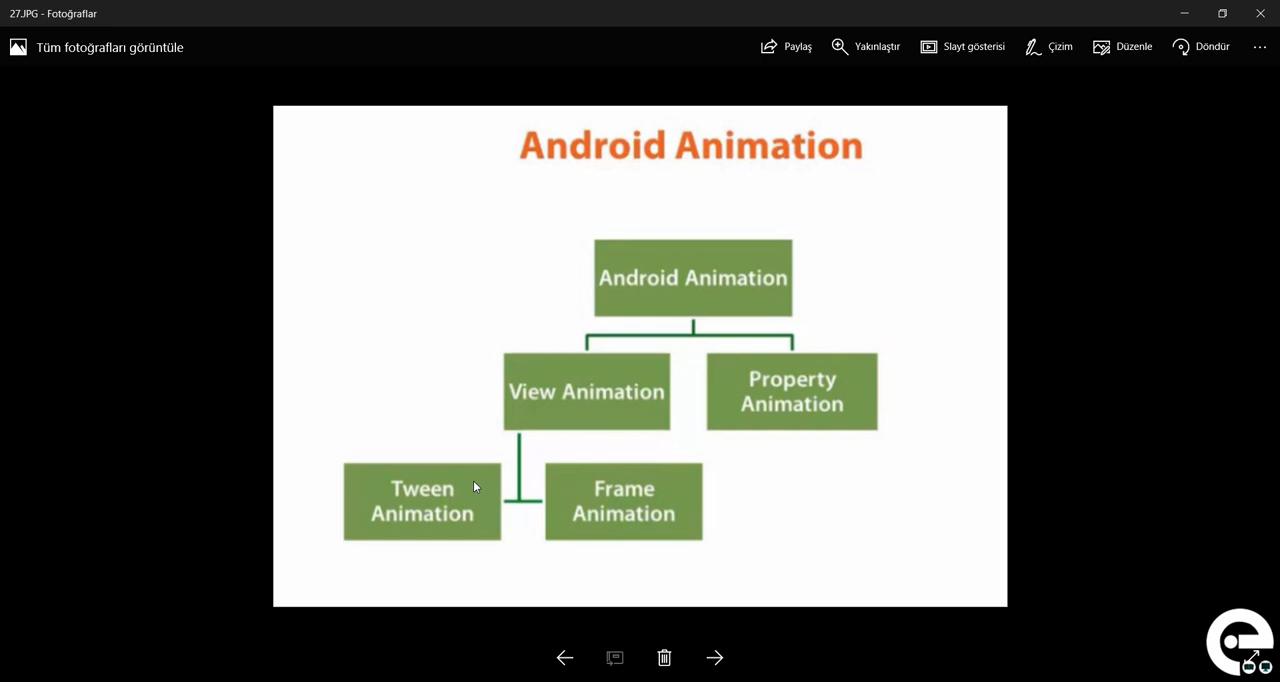 27.JPG - Fotoğraflar
Tüm fotoğrafları görüntüle
Paylaş
Yakınlaştır
Slayt gösterisi
Çizim
Düzenle
Döndür
Android Animation
Android Animation
View Animation
Property
Animation
Tween
Animation
Frame
Animation